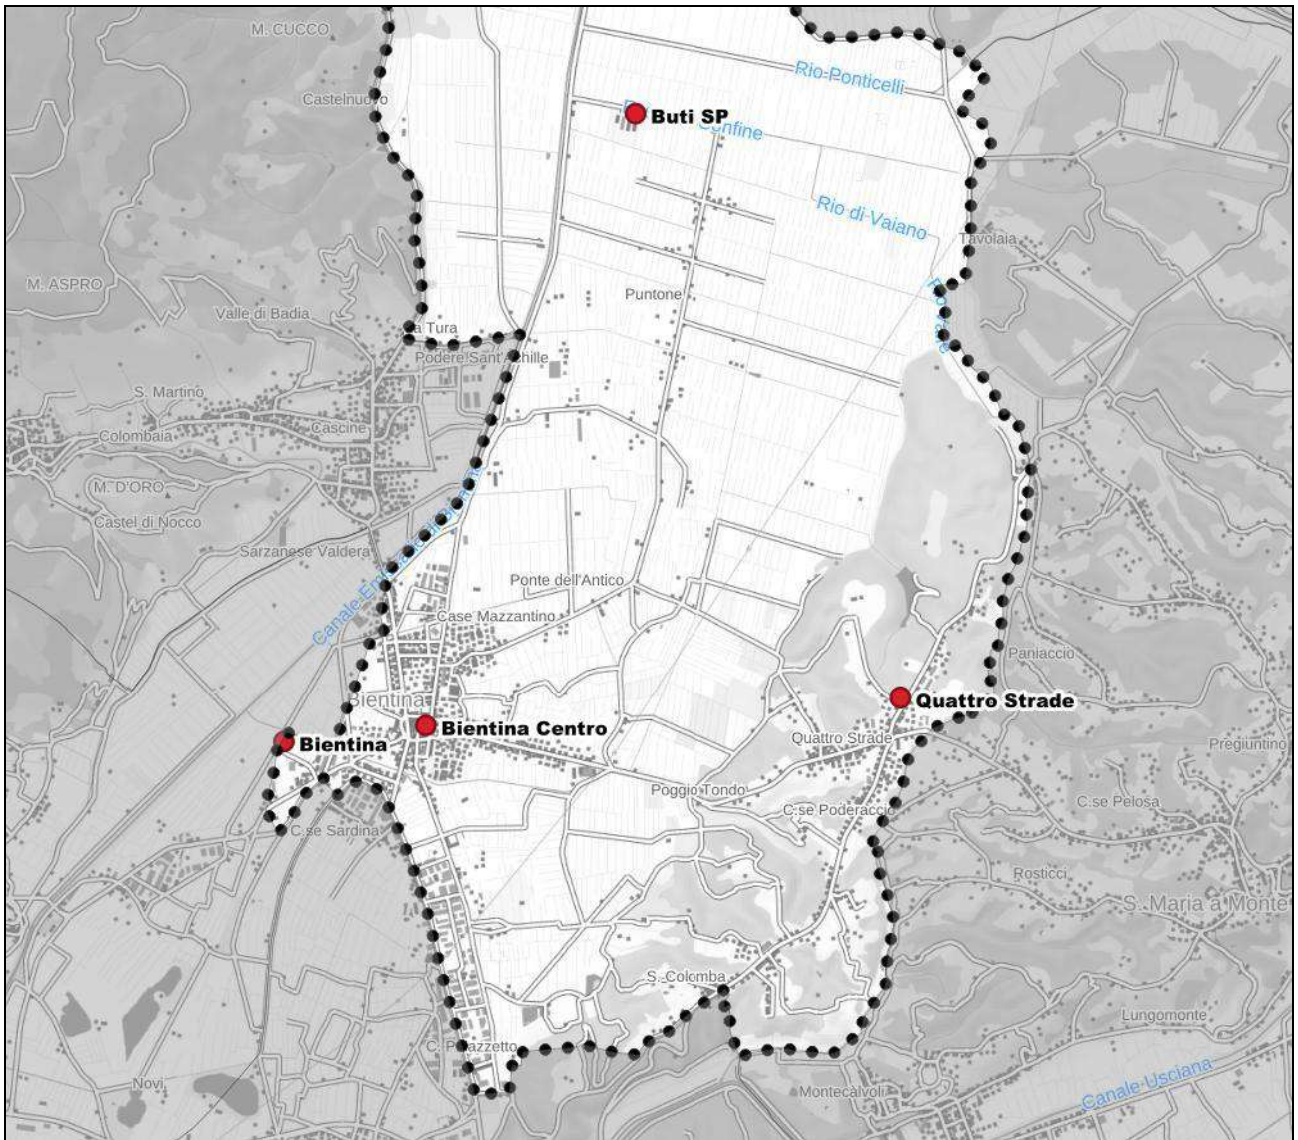 M. CUCCO
Rio Ponticelli
Castelnuovo
Buti SP
Confine
Rio di Vaiano
Tavolaia
M. ASPRO
Puntone
Valle di Badia
La Tura
Podere Sant'Achille
S. Martino
Colombaia
Cascine
M. D'ORO
Castel di Nocco
Sarzanese Valdera
Ponte dell'Antico
Case Mazzantino
Paniaccio
Bientina
Quattro Strade
Bientina Centro
Bientina
Quattro Strade
Pregiuntino
Poggio Tondo
C.se Pelosa
C.se Poderaccio
C.se Sardina
Rosticci
S. Maria a Monte
S. Colomba
Lungomonte
Novi
Montecalvoli
Canale Usciana